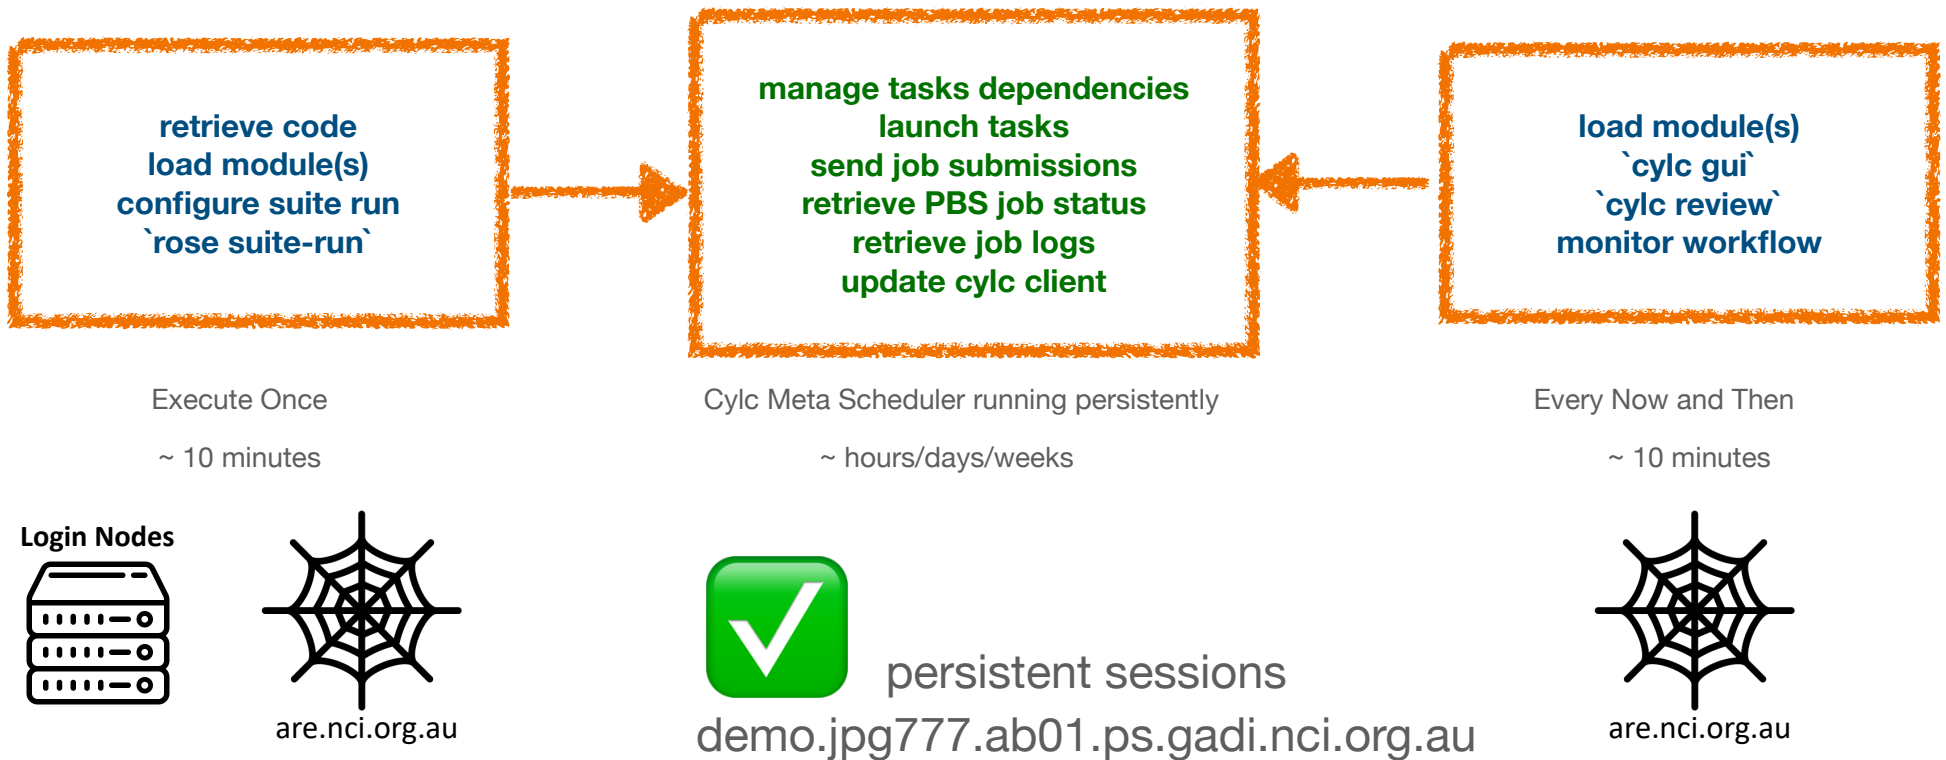 retrieve code
load module(s)
configure suite run
`rose suite-run`
manage tasks dependencies
launch tasks
send job submissions
retrieve PBS job status
retrieve job logs
update cylc client
load module(s)
`cylc gui`
`cylc review`
monitor workflow
Execute Once
~ 10 minutes
Cylc Meta Scheduler running persistently
~ hours/days/weeks
Every Now and Then
~ 10 minutes
Login Nodes
are.nci.org.au
persistent sessions
demo.jpg777.ab01.ps.gadi.nci.org.au
are.nci.org.au